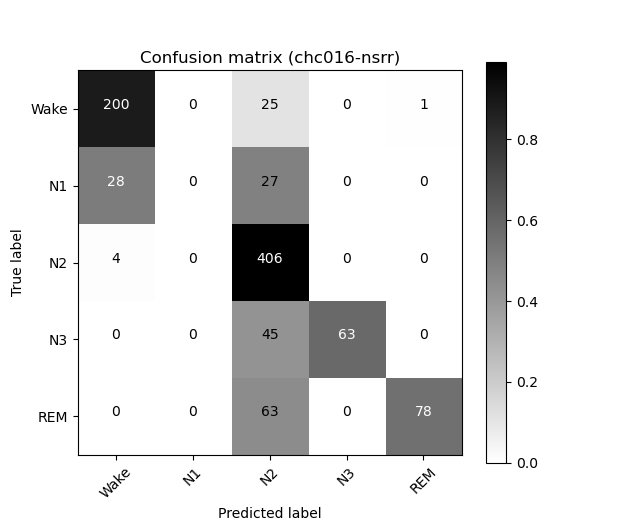 Confusion matrix (chc016-nsrr)
Wake 200 0 25 0 1
N1 28 0 27 0 0
N2 4 406 0 0
N3 0 0 45 63 0
REM 0 0 63 0 78
Wake N1 N2 N3 REM
True label
Predicted label
0.8
0.6
0.4
0.2
0.0